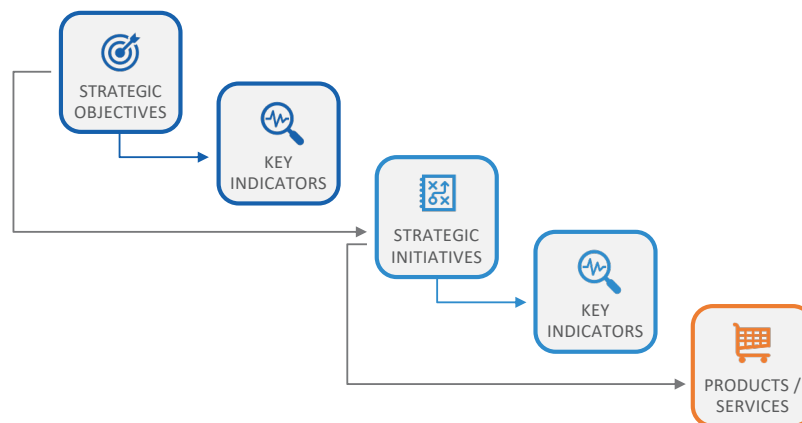 STRATEGIC
OBJECTIVES
KEY
INDICATORS
STRATEGIC
INITIATIVES
KEY
INDICATORS
PRODUCTS /
SERVICES